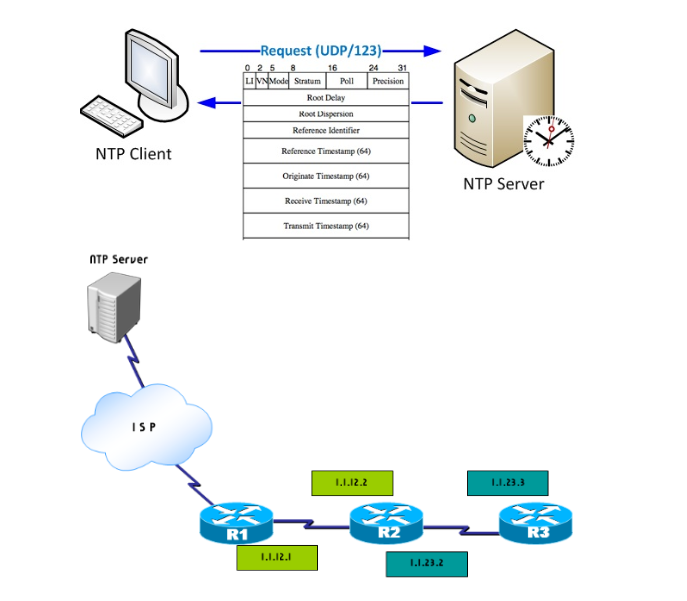 Request (UDP/123)
0 2 5 8 16 24 31
LI VN Mode Stratum Poll Precision
Root Delay
Root Dispersion
Reference Identifier
Reference Timestamp (64)
Originate Timestamp (64)
Receive Timestamp (64)
Transmit Timestamp (64)
NTP Client
NTP Server
NTP Server
ISP
1.1.12.2
1.1.23.3
R1
R2
R3
1.1.12.1
1.1.23.2